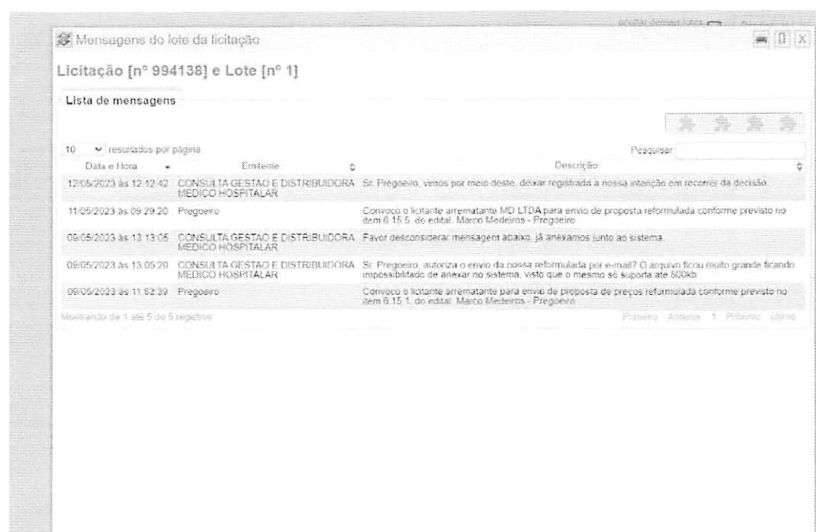 Mensagens do lote da licitação
X
Licitação [nº 994138] e Lote [nº 1]
Lista de mensagens
10 resultados por página
Pesquisar
Data e Hora Emitente Descrição
12/05/2023 às 12:12:42 CONSULTA GESTAO E DISTRIBUIDORA MEDICO HOSPITALAR Sr. Pregoeiro, vimos por meio deste, deixar registrada a nossa intenção em recorrer da decisão.
11/05/2023 às 09:29:20 Pregoeiro Convoco o licitante arrematante MD LTDA para envio de proposta reformulada conforme previsto no
item 6.15.5. do edital. Marco Medeiros - Pregoeiro
09/05/2023 às 13:13:05 CONSULTA GESTAO E DISTRIBUIDORA MEDICO HOSPITALAR Favor desconsiderar mensagem abaixo, já anexamos junto ao sistema.
09/05/2023 às 13:05:20 CONSULTA GESTAO E DISTRIBUIDORA MEDICO HOSPITALAR Sr. Pregoeiro, autoriza o envio da nossa reformulada por e-mail? O arquivo ficou muito grande ficando
impossibilitado de anexar no sistema, visto que o mesmo só suporta até 500kb
09/05/2023 às 11:52:39 Pregoeiro Convoco o licitante arrematante para envio de proposta de preços reformulada conforme previsto no
item 6.15.1. do edital. Marco Medeiros - Pregoeiro
Mostrando de 1 até 5 de 5 registros
Primeiro Anterior 1 Próximo Último